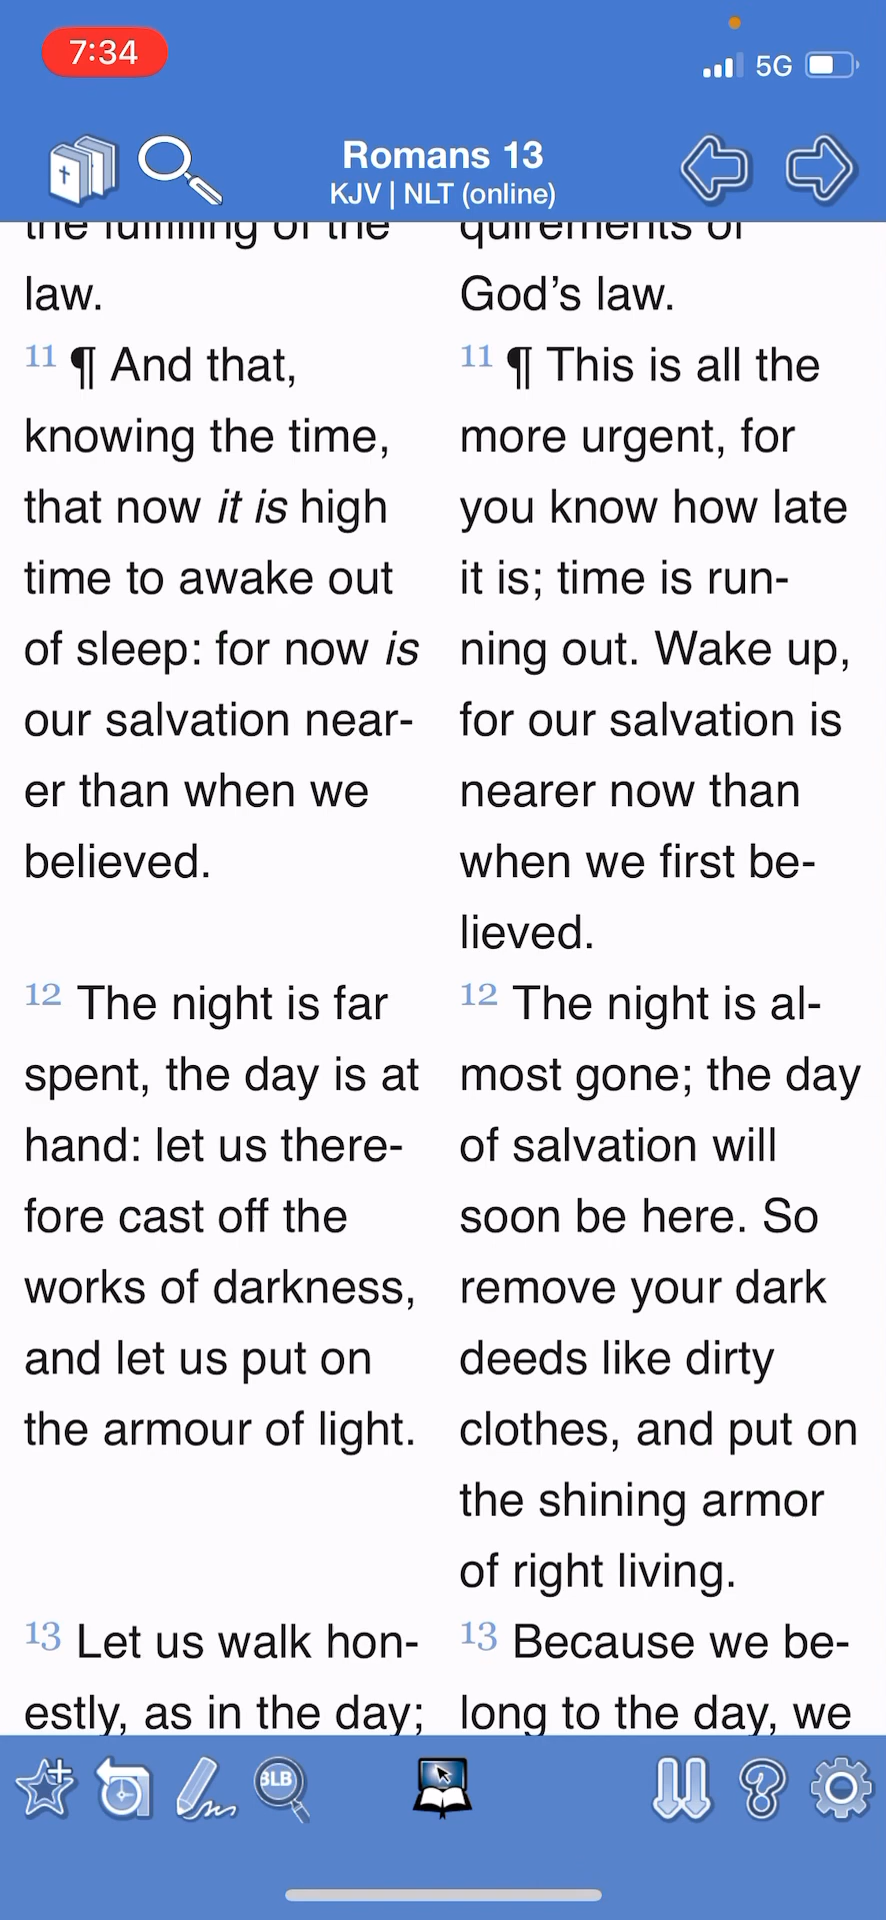 7:34
5G
Romans 13
KJV | NLT (online)
the fulfilling of the
law.
11 ¶ And that,
knowing the time,
that now it is high
time to awake out
of sleep: for now is
our salvation near-
er than when we
believed.
12 The night is far
spent, the day is at
hand: let us there-
fore cast off the
works of darkness,
and let us put on
the armour of light.
13 Let us walk hon-
estly, as in the day;
quirements of
God’s law.
11 ¶ This is all the
more urgent, for
you know how late
it is; time is run-
ning out. Wake up,
for our salvation is
nearer now than
when we first be-
lieved.
12 The night is al-
most gone; the day
of salvation will
soon be here. So
remove your dark
deeds like dirty
clothes, and put on
the shining armor
of right living.
13 Because we be-
long to the day, we
BLB